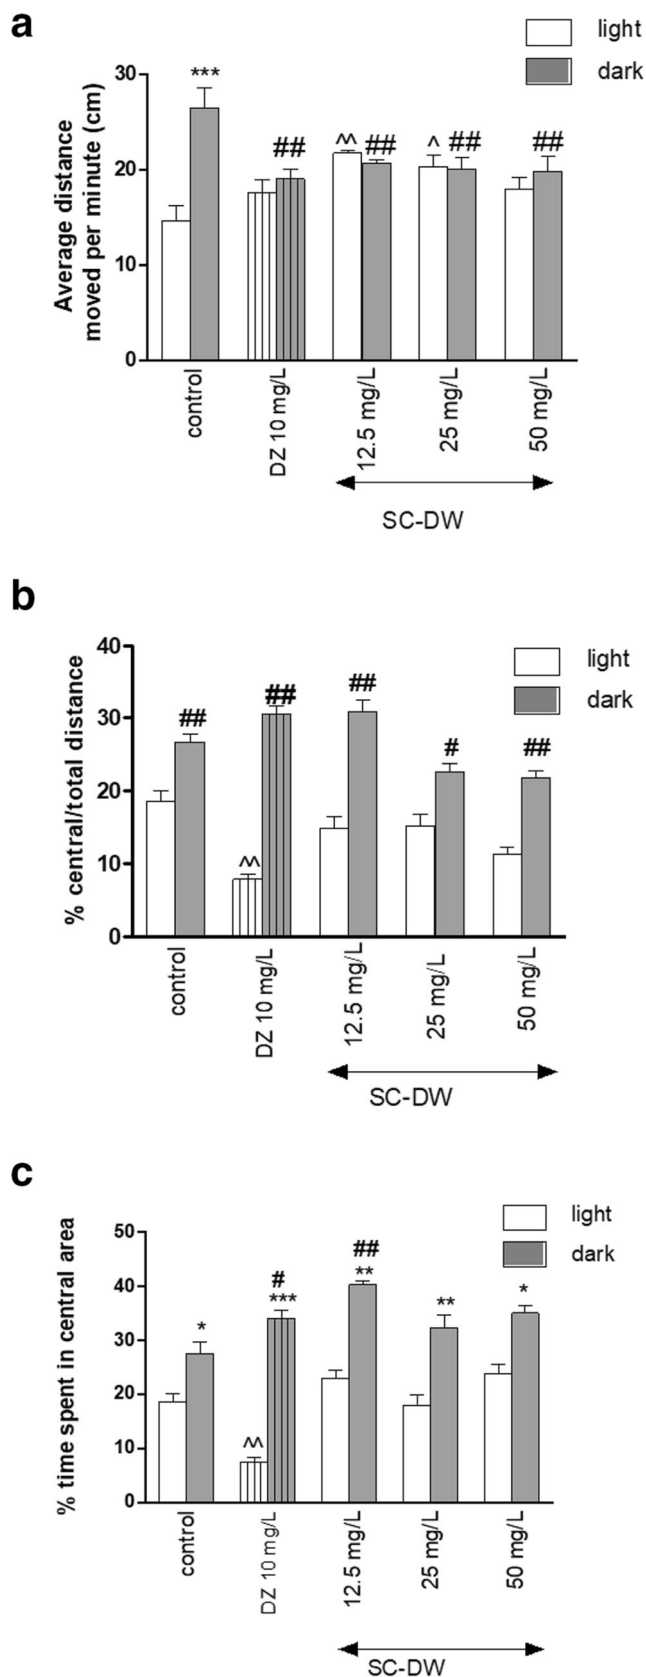 a
light
dark
Average distance
moved per minute (cm)
30
20
10
0
***
##
^^
##
^
##
##
control
DZ 10 mg/L
12.5 mg/L
25 mg/L
50 mg/L
SC-DW
b
light
dark
% central/total distance
40
30
20
10
0
##
^^
##
##
#
##
control
DZ 10 mg/L
12.5 mg/L
25 mg/L
50 mg/L
SC-DW
c
light
dark
% time spent in central area
50
40
30
20
10
0
*
^^
#
***
##
**
**
*
control
DZ 10 mg/L
12.5 mg/L
25 mg/L
50 mg/L
SC-DW